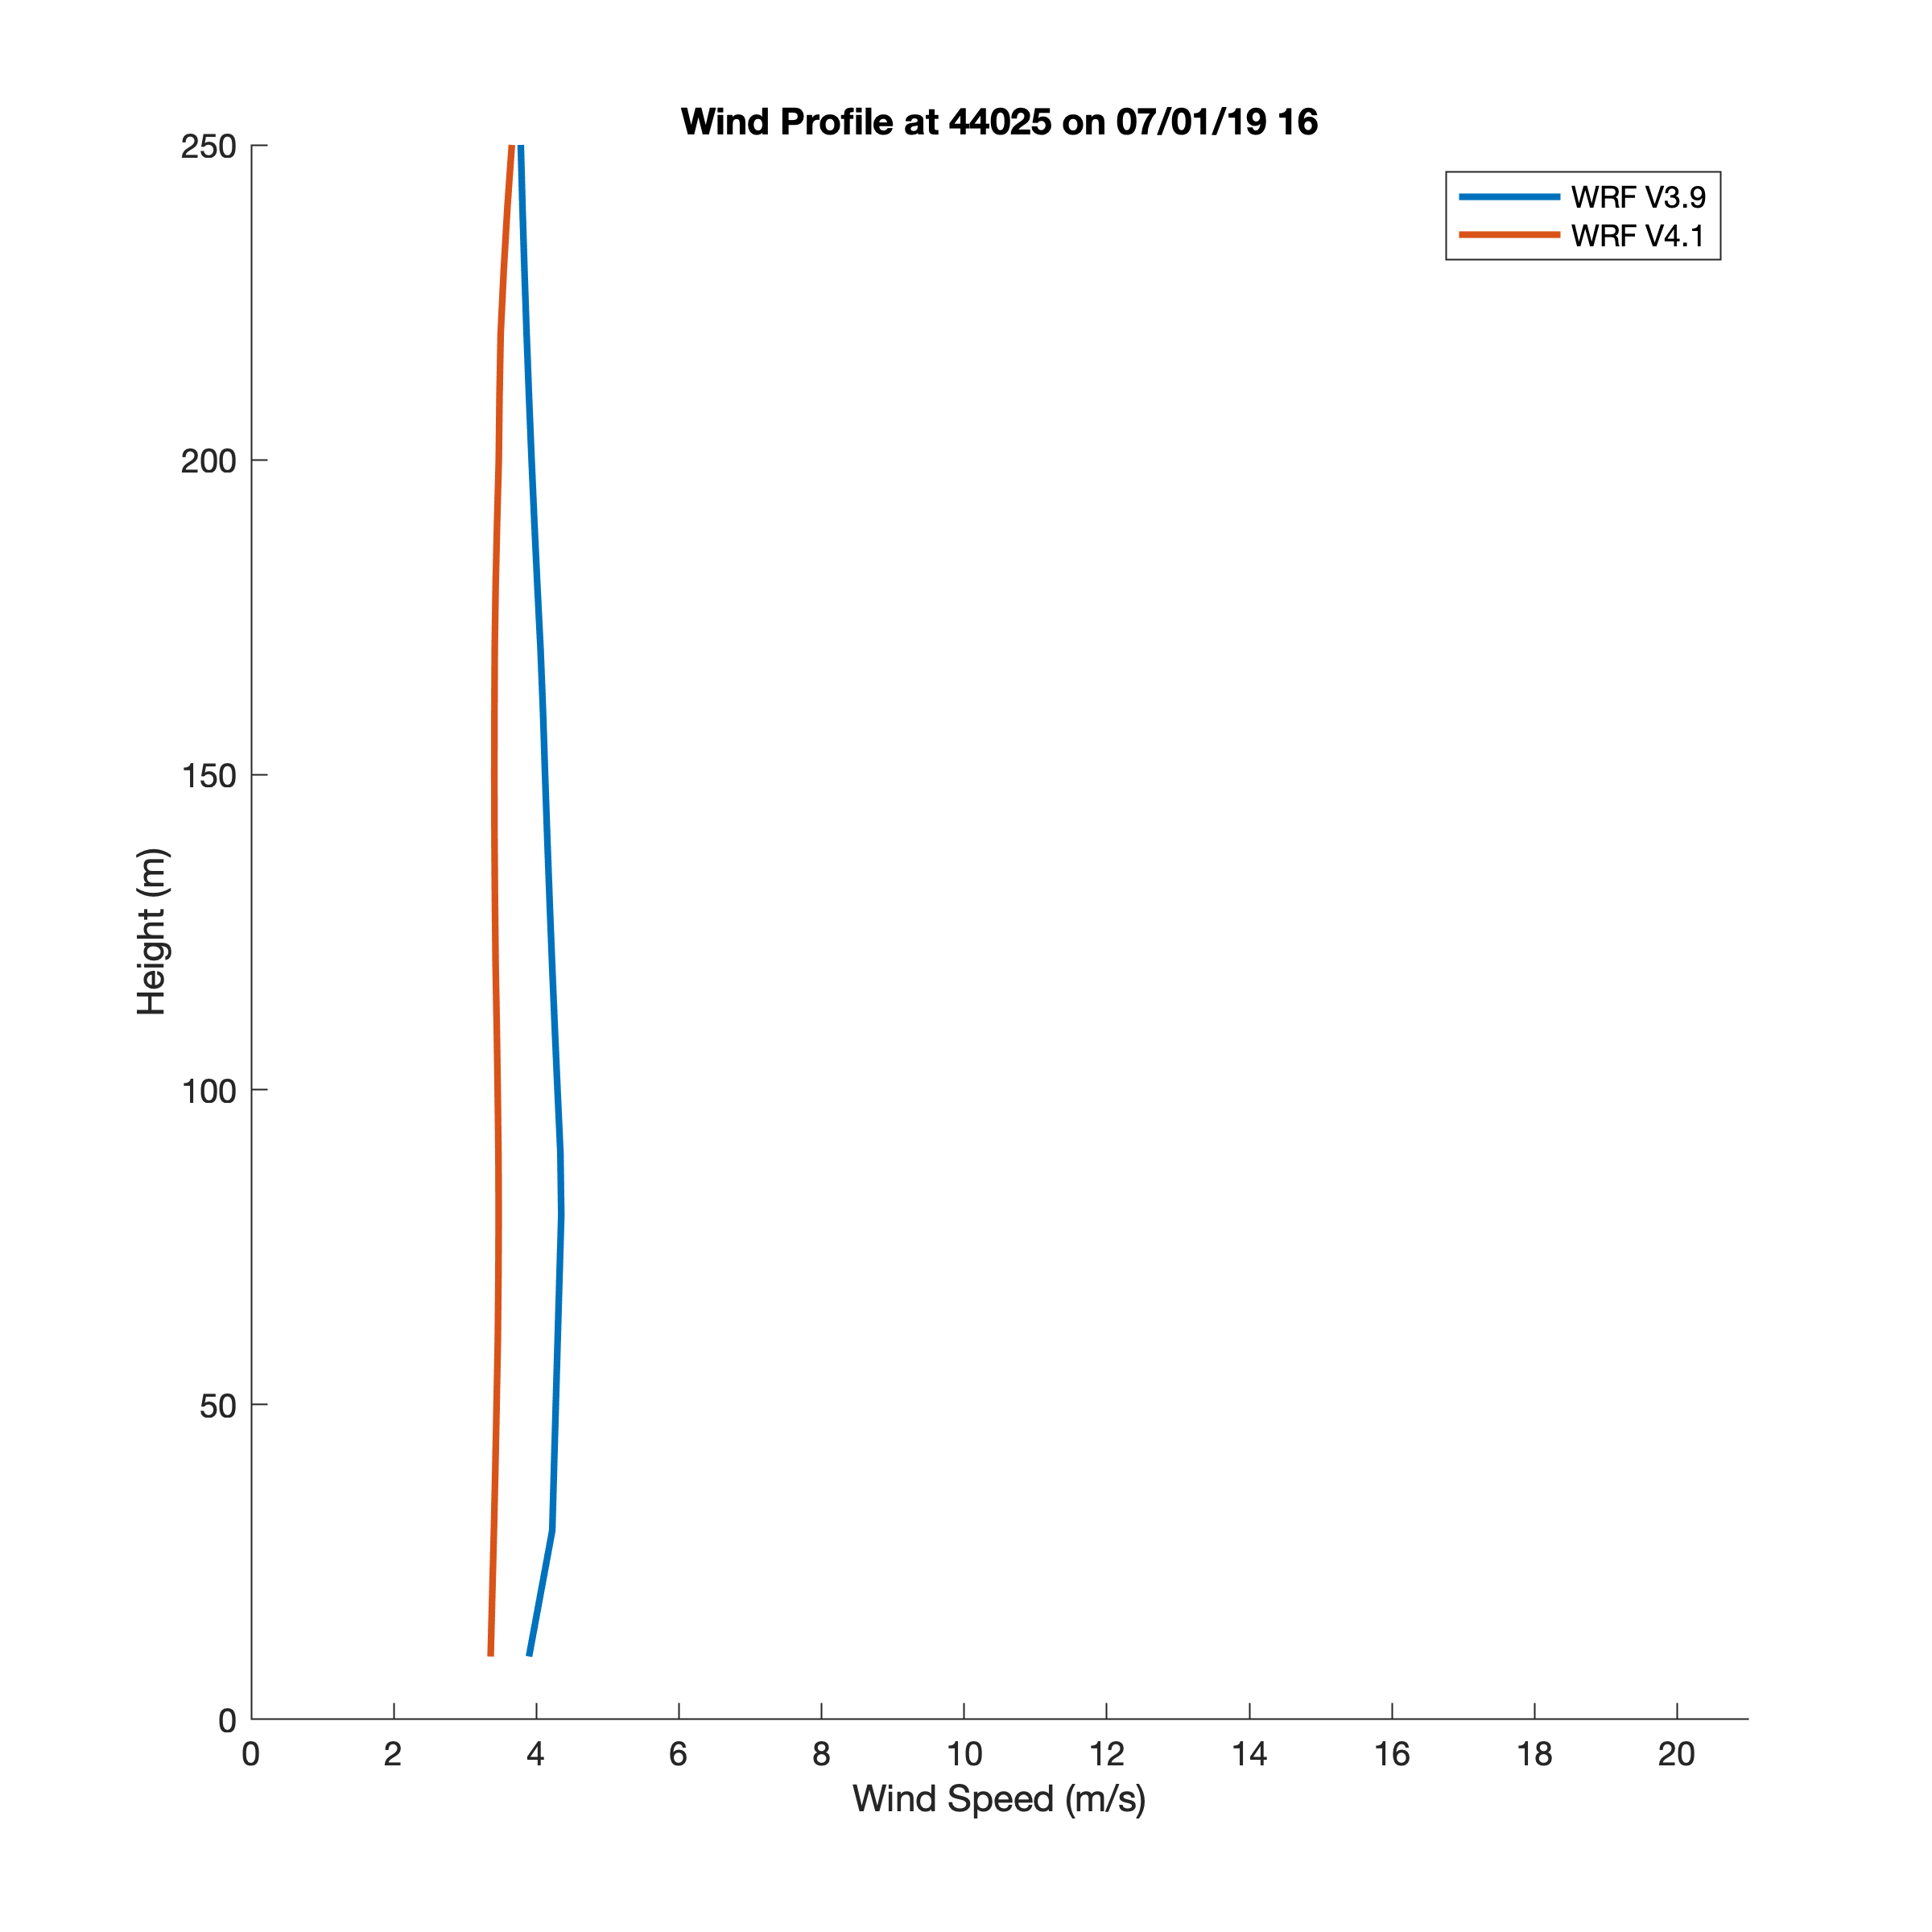 Wind Profile at 44025 on 07/01/19 16
WRF V3.9
WRF V4.1
250
200
150
100
50
0
Height (m)
0 2 4 6 8 10 12 14 16 18 20
Wind Speed (m/s)